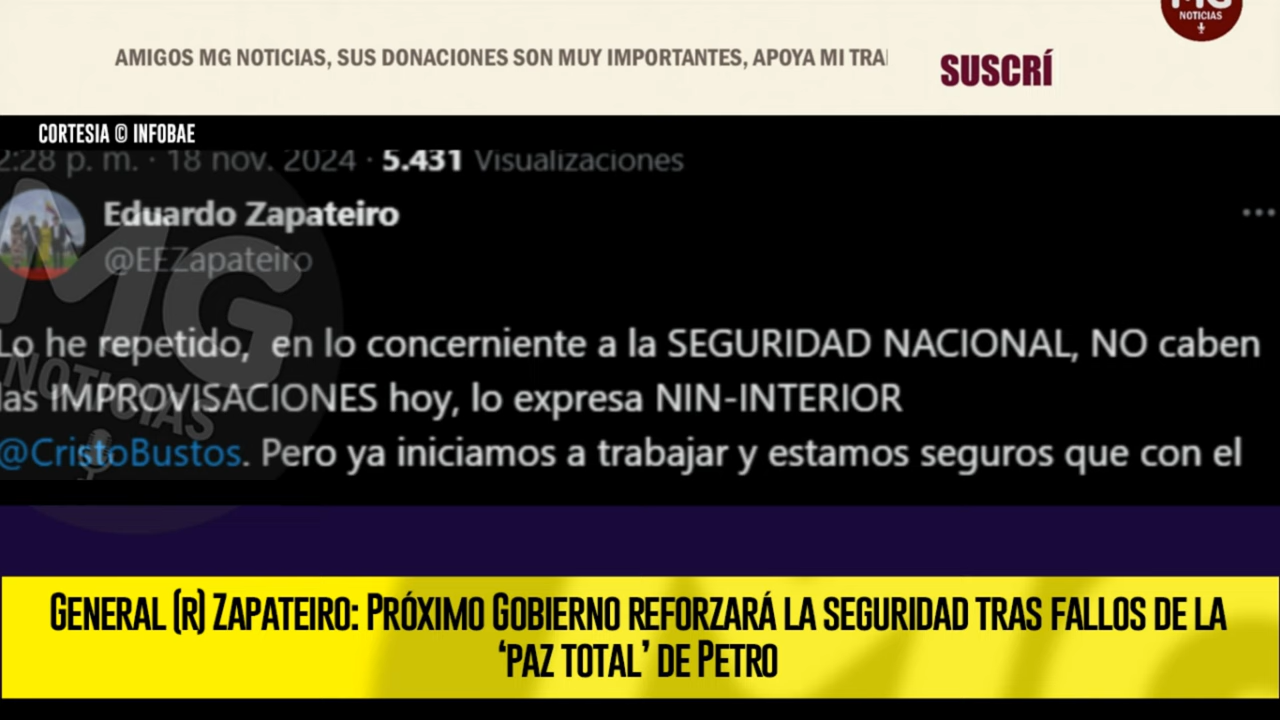 MG
NOTICIAS
AMIGOS MG NOTICIAS, SUS DONACIONES SON MUY IMPORTANTES, APOYA MI
SUSCRÍ
CORTESIA © INFOBAE
2:28 p. m. · 18 nov. 2024 · 5.431 Visualizaciones
Eduardo Zapateiro
@EEZapateiro
Lo he repetido, en lo concerniente a la SEGURIDAD NACIONAL, NO caben
las IMPROVISACIONES hoy, lo expresa NIN-INTERIOR
@CristoBustos. Pero ya iniciamos a trabajar y estamos seguros que con el
MG
NOTICIAS
GENERAL (R) ZAPATEIRO: PRÓXIMO GOBIERNO REFORZARÁ LA SEGURIDAD TRAS FALLOS DE LA
‘PAZ TOTAL’ DE PETRO